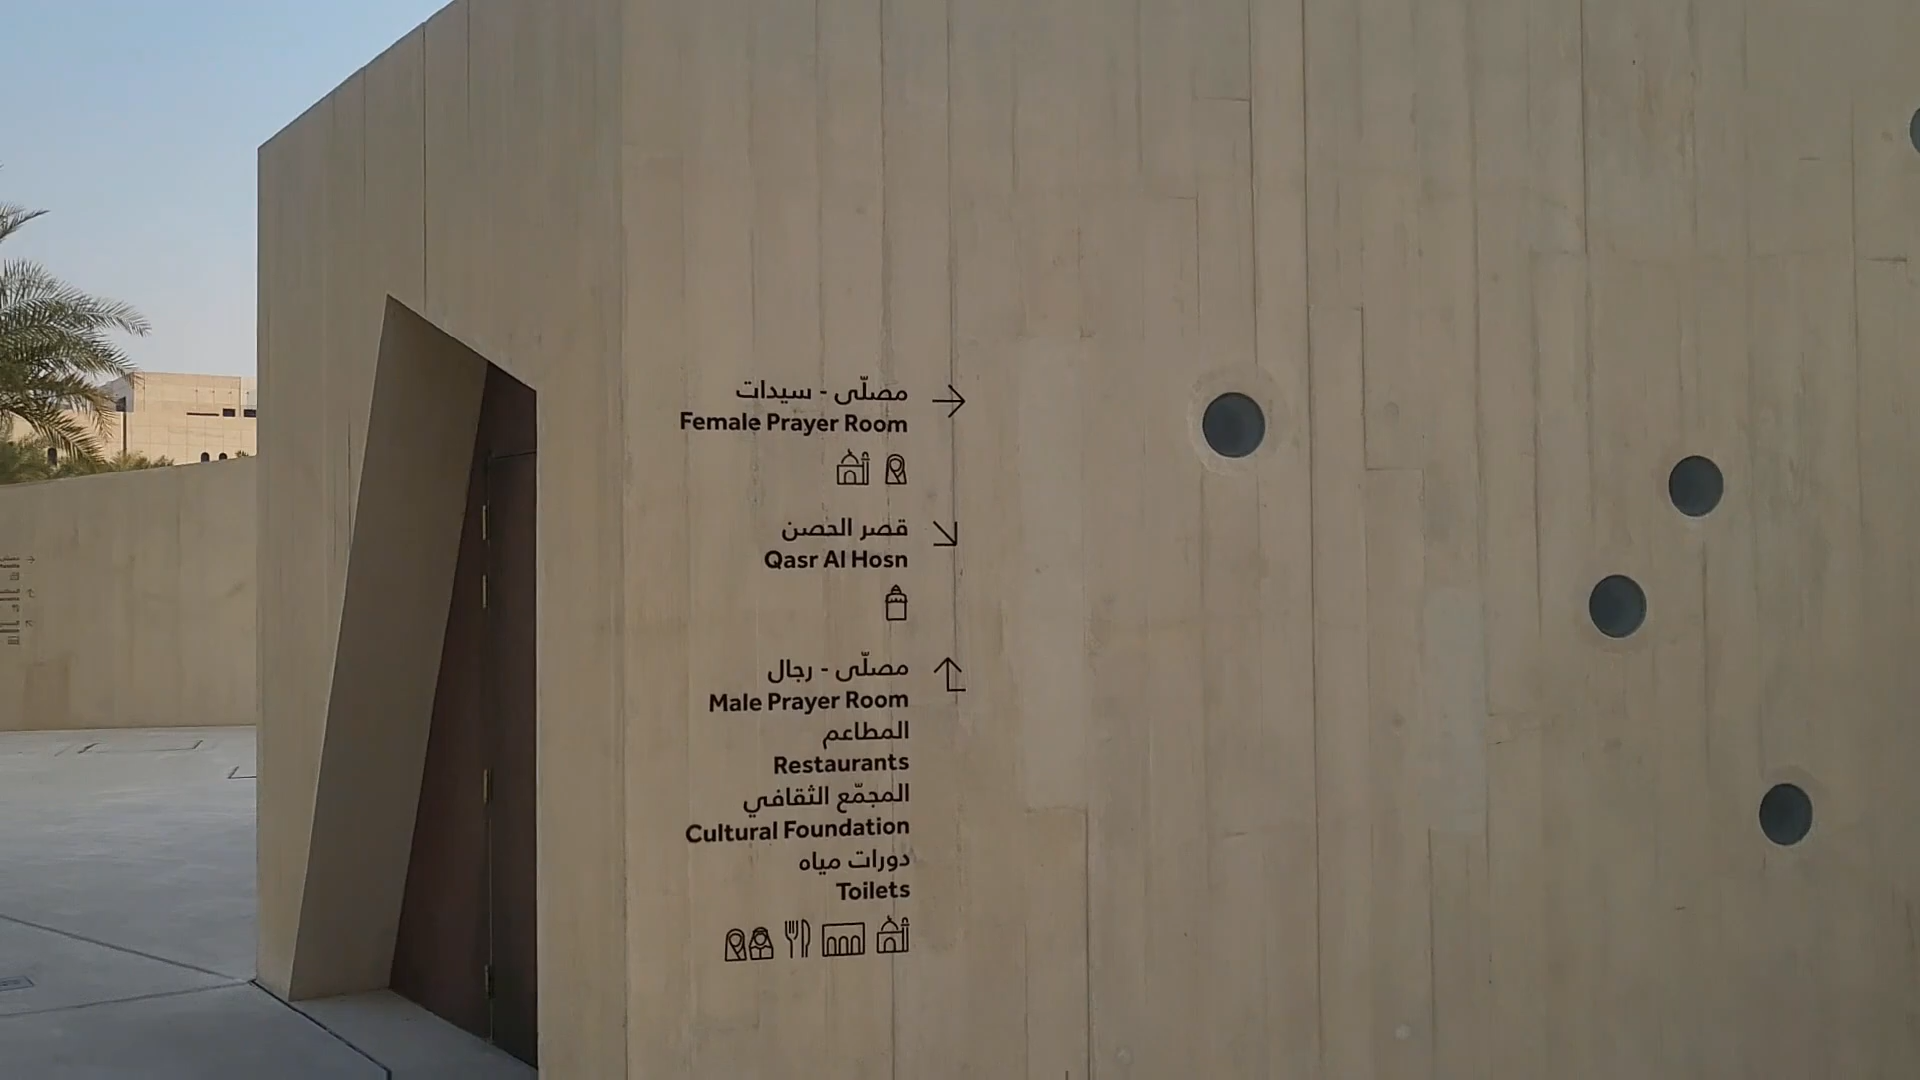 مصلّى - سيدات
Female Prayer Room
قصر الحصن
Qasr Al Hosn
مصلّى - رجال
Male Prayer Room
المطاعم
Restaurants
المجمّع الثقافي
Cultural Foundation
دورات مياه
Toilets